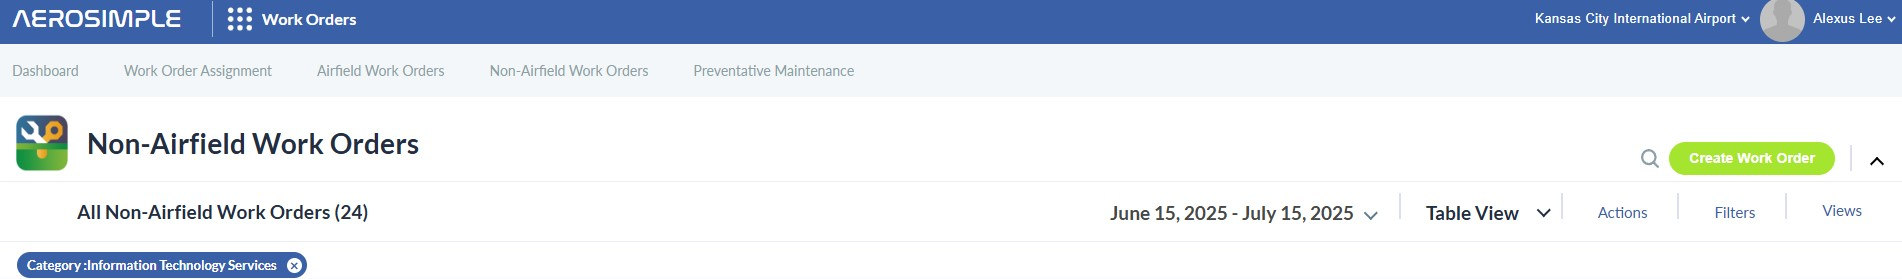 AEROSIMPLE Work Orders Kansas City International Airport Alexus Lee
Dashboard Work Order Assignment Airfield Work Orders Non-Airfield Work Orders Preventative Maintenance
Non-Airfield Work Orders
Create Work Order
All Non-Airfield Work Orders (24) June 15, 2025 - July 15, 2025 Table View Actions Filters Views
Category :Information Technology Services